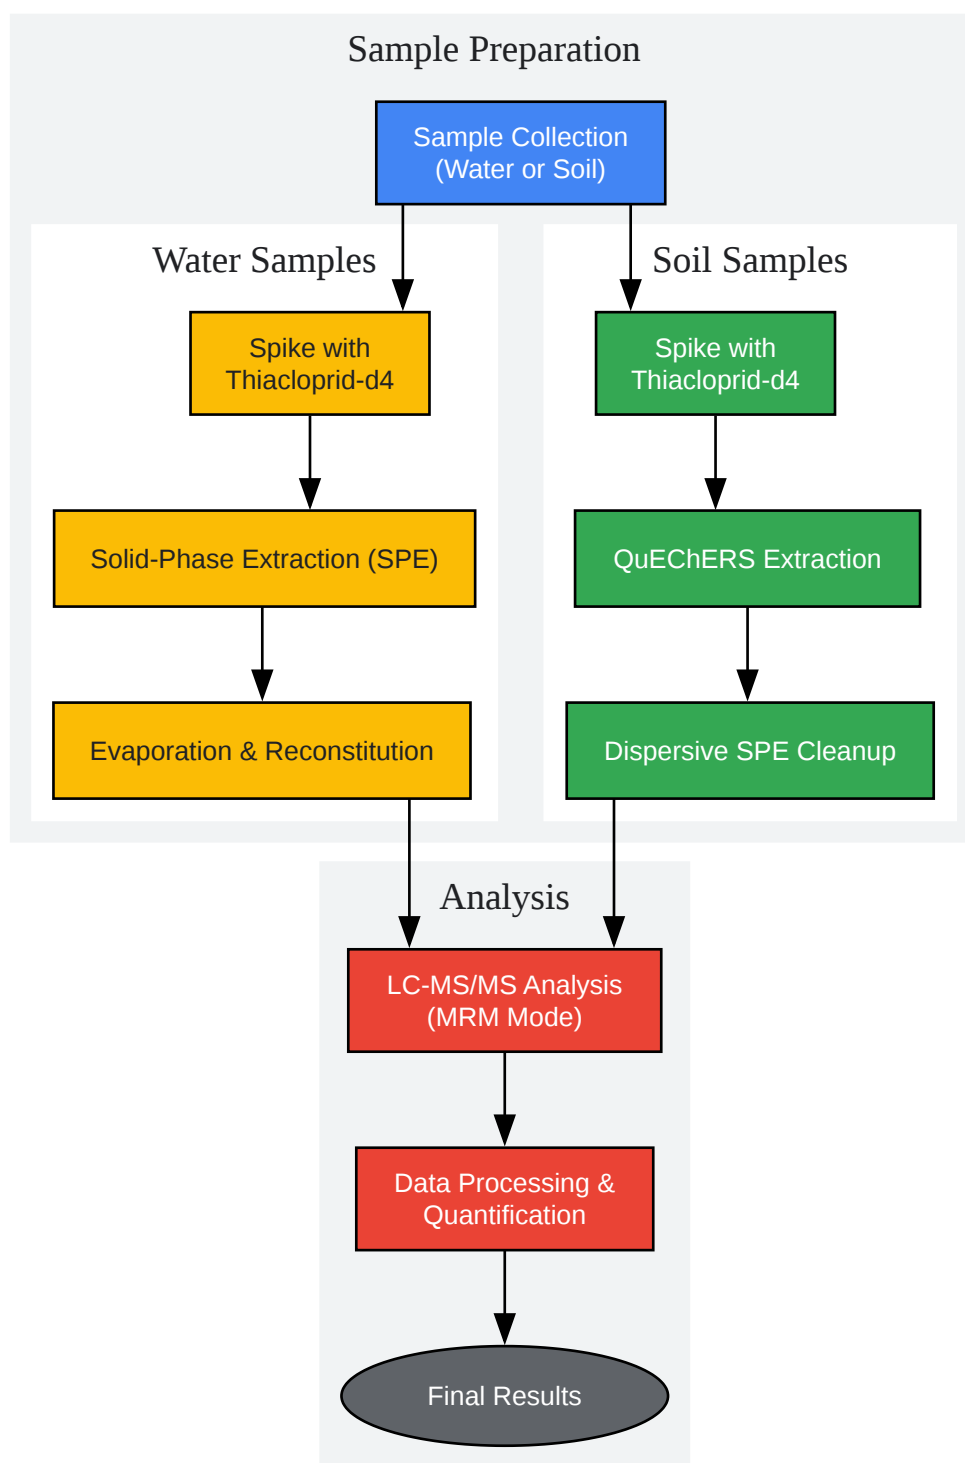 Sample Preparation
Sample Collection
(Water or Soil)
Water Samples
Spike with
Thiacloprid-d4
Solid-Phase Extraction (SPE)
Evaporation & Reconstitution
Soil Samples
Spike with
Thiacloprid-d4
QuEChERS Extraction
Dispersive SPE Cleanup
Analysis
LC-MS/MS Analysis
(MRM Mode)
Data Processing &
Quantification
Final Results